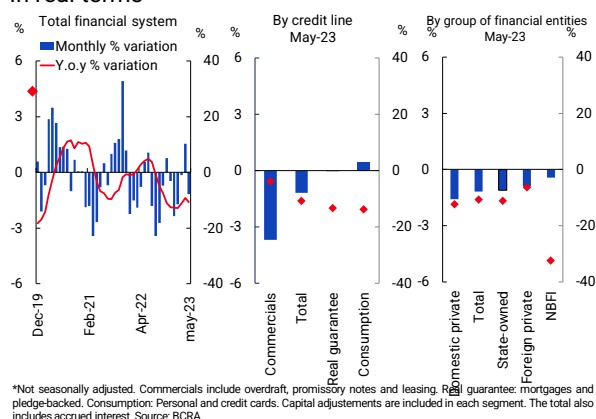 in real terms
Total financial system
By credit line
May-23
By group of financial entities
May-23
%
%
%
%
%
%
Monthly % variation
Y.o.y % variation
6
3
0
-3
-6
40
20
0
-20
-40
6
3
0
-3
-6
40
20
0
-20
-40
6
3
0
-3
-6
40
20
0
-20
-40
Dec-19
Feb-21
Apr-22
may-23
Commercials
Total
Real guarantee
Consumption
Domestic private
Total
State-owned
Foreign private
NBFI
*Not seasonally adjusted. Commercials include overdraft, promissory notes and leasing. Real guarantee: mortgages and
pledge-backed. Consumption: Personal and credit cards. Capital adjustements are included in each segment. The total also
includes accrued interest. Source: BCRA